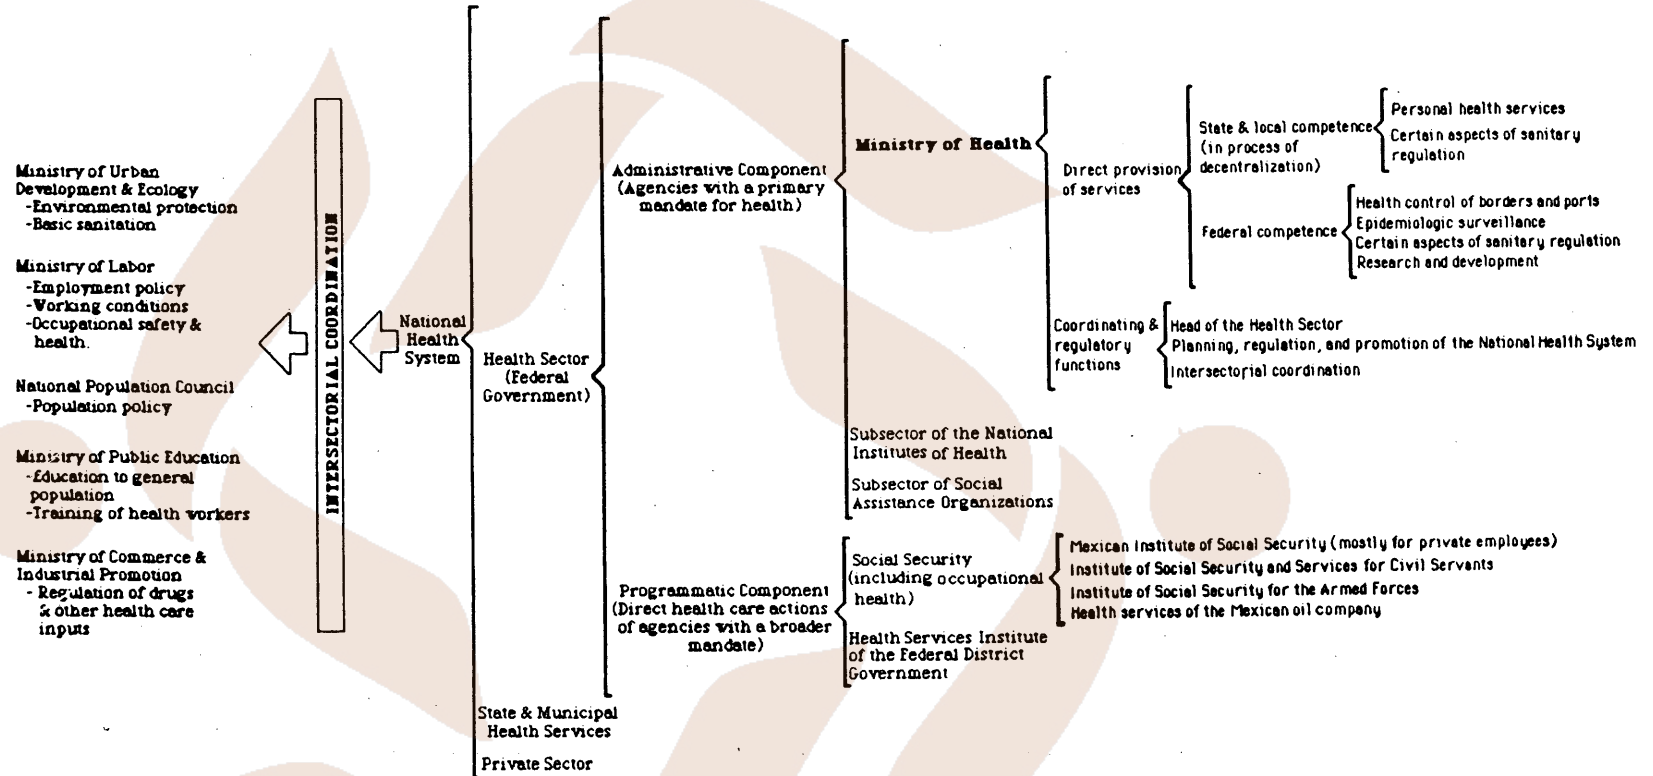 Ministry of Urban
Development & Ecology
-Environmental protection
-Basic sanitation
Ministry of Labor
-Employment policy
-Working conditions
-Occupational safety &
health.
National Population Council
-Population policy
Ministry of Public Education
-Education to general
population
-Training of health workers
Ministry of Commerce &
Industrial Promotion
- Regulation of drugs
& other health care
inputs
INTERSECTORIAL COORDINATION
National
Health
System
Health Sector
(Federal
Government)
State & Municipal
Health Services
Private Sector
Administrative Component
(Agencies with a primary
mandate for health)
Programmatic Component
(Direct health care actions
of agencies with a broader
mandate)
Ministry of Health
Subsector of the National
Institutes of Health
Subsector of Social
Assistance Organizations
Social Security
(including occupational
health)
Health Services Institute
of the Federal District
Government
Direct provision
of services
Coordinating &
regulatory
functions
State & local competence
(in process of
decentralization)
Federal competence
Personal health services
Certain aspects of sanitary
regulation
Health control of borders and ports
Epidemiologic surveillance
Certain aspects of sanitary regulation
Research and development
Head of the Health Sector
Planning, regulation, and promotion of the National Health System
Intersectorial coordination
Mexican Institute of Social Security (mostly for private employees)
Institute of Social Security and Services for Civil Servants
Institute of Social Security for the Armed Forces
Health services of the Mexican oil company